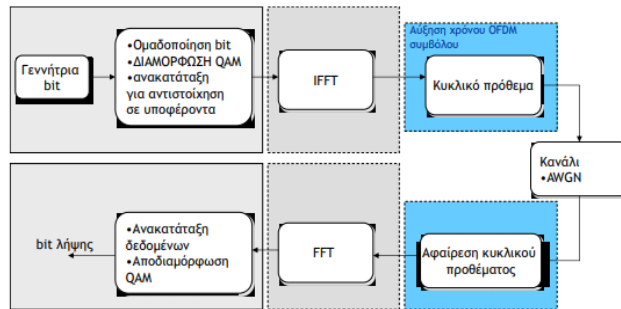 Γεννήτρια
bit
•Ομαδοποίηση bit
•ΔΙΑΜΟΡΦΩΣΗ QAM
•ανακατάταξη
για αντιστοίχηση
σε υποφέροντα
IFFT
Αύξηση χρόνου OFDM
συμβόλου
Κυκλικό πρόθεμα
Κανάλι
•AWGN
Αφαίρεση κυκλικού
προθέματος
FFT
•Ανακατάταξη
δεδομένων
•Αποδιαμόρφωση
QAM
bit λήψης